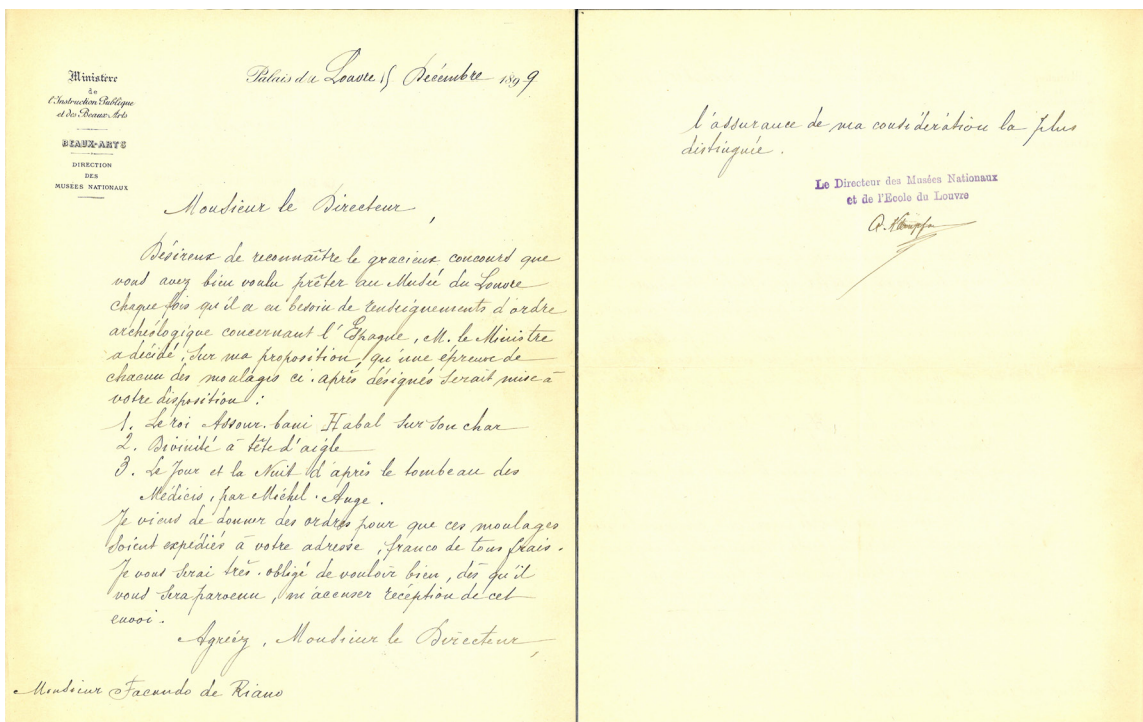 Ministère
de
l'Instruction Publique
et des Beaux-Arts
BEAUX-ARTS
DIRECTION
DES
MUSÉES NATIONAUX
Palais du Louvre, 15 Décembre 1899
Monsieur le Directeur,
Désireux de reconnaître le gracieux concours que
vous avez bien voulu prêter au Musée du Louvre
chaque fois qu'il a eu besoin de renseignements d'ordre
archéologique concernant l'Espagne, M. le Ministre
a décidé, sur ma proposition, qu'une épreuve de
chacun des moulages ci-après désignés serait mise à
votre disposition :
1. Le roi Assour-bani Habal sur son char
2. Divinité à tête d'aigle
3. Le Jour et la Nuit d'après le tombeau des
Médicis, par Michel-Ange.
Je viens de donner des ordres pour que ces moulages
soient expédiés à votre adresse, franco de tous frais.
Je vous serai très-obligé de vouloir bien, dès qu'il
vous sera parvenu, m'accuser réception de cet
envoi.
Agréez, Monsieur le Directeur,
Monsieur Facundo de Riano
l'assurance de ma considération la plus
distinguée.
Le Directeur des Musées Nationaux
et de l'Ecole du Louvre